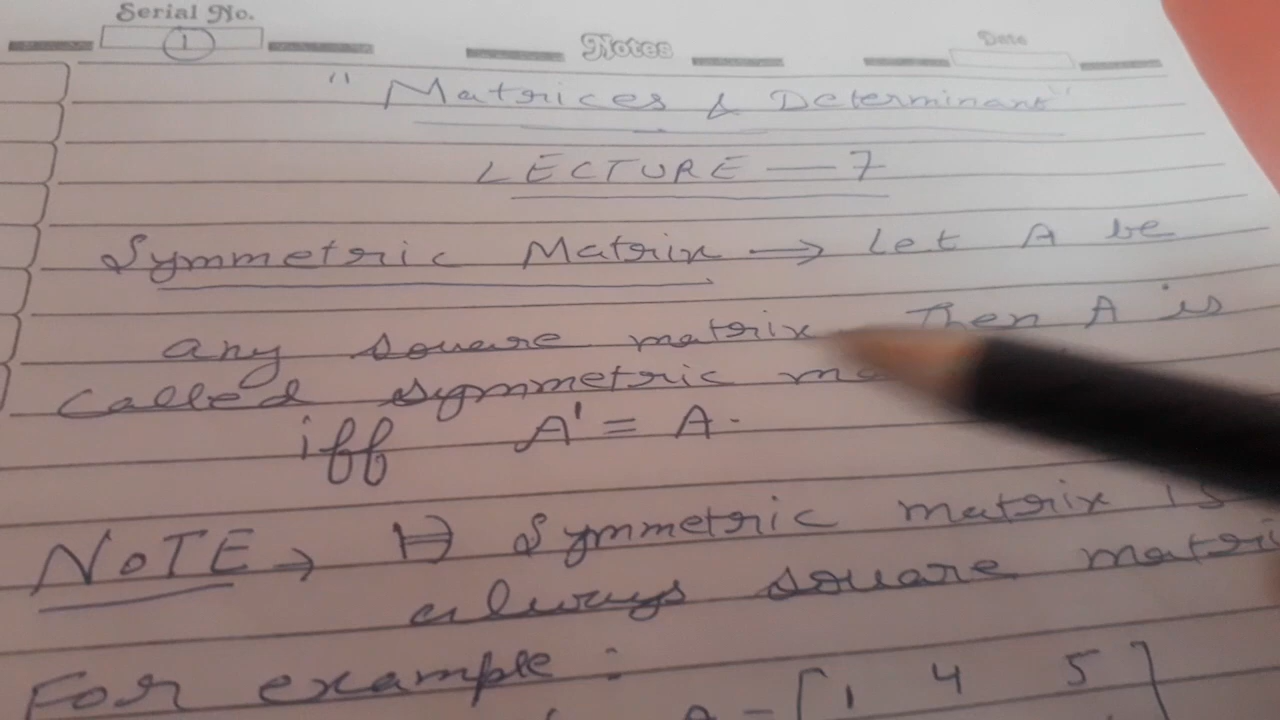 Serial No.
1
Notes
Date
"Matrices & Determinant"
LECTURE — 7
Symmetric Matrix → Let A be
any square matrix. Then A is
called symmetric
iff A' = A.
NOTE → 1) Symmetric matrix is
always square matri
For example :
A = [ 1 4 5 ]